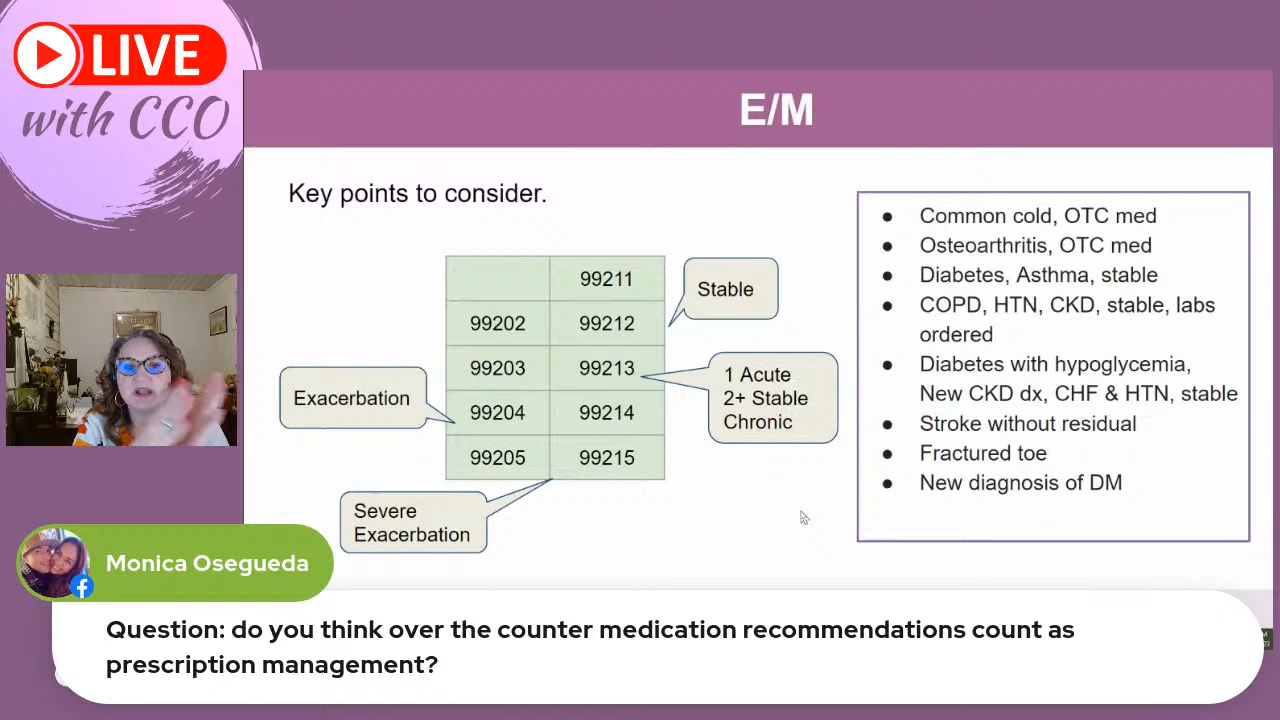 LIVE
with CCO
E/M
Key points to consider.
99211
99202 99212
99203 99213
99204 99214
99205 99215
Stable
Exacerbation
1 Acute
2+ Stable
Chronic
Severe
Exacerbation
● Common cold, OTC med
● Osteoarthritis, OTC med
● Diabetes, Asthma, stable
● COPD, HTN, CKD, stable, labs
ordered
● Diabetes with hypoglycemia,
New CKD dx, CHF & HTN, stable
● Stroke without residual
● Fractured toe
● New diagnosis of DM
Monica Osegueda
Question: do you think over the counter medication recommendations count as
prescription management?